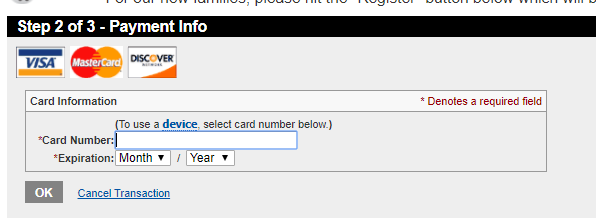 For our new families, please hit the "Register" button below which will b
Step 2 of 3 - Payment Info
VISA MasterCard DISCOVER NETWORK
Card Information * Denotes a required field
(To use a device, select card number below.)
*Card Number:
*Expiration: Month / Year
OK Cancel Transaction